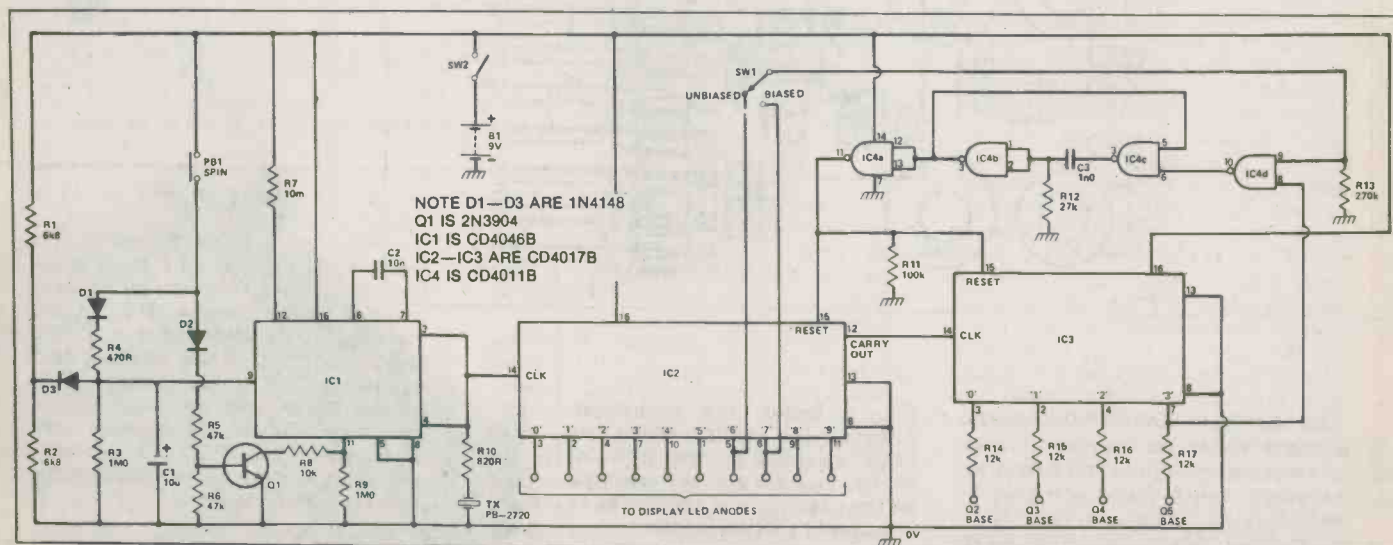 SW2
SW1
UNBIASED
BIASED
+
B1
9V
-
PB1
SPIN
R7
10m
14
12
13
11
IC4a
7
1
2
3
IC4b
C3
1n0
R12
27k
5
6
3
IC4c
9
8
10
IC4d
R13
270k
R1
6k8
NOTE D1—D3 ARE 1N4148
Q1 IS 2N3904
IC1 IS CD4046B
IC2—IC3 ARE CD4017B
IC4 IS CD4011B
C2
10n
R11
100k
D1
R4
470R
D2
D3
12
16
6
7
9
IC1
11
5
8
4
16
15
RESET
12
CARRY
OUT
14
CLK
IC2
13
8
15
RESET
16
14
CLK
IC3
13
8
R2
6k8
R3
1M0
+
C1
10u
R5
47k
R6
47k
Q1
R8
10k
R9
1M0
R10
820R
TX
PB-2720
'0' '1' '2' '3' '4' '5' '6' '7' '8' '9'
3 2 4 7 10 1 5 6 9 11
TO DISPLAY LED ANODES
'0' '1' '2' '3'
3 2 4 7
R14
12k
R15
12k
R16
12k
R17
12k
Q2
BASE
Q3
BASE
Q4
BASE
Q5
BASE
0V